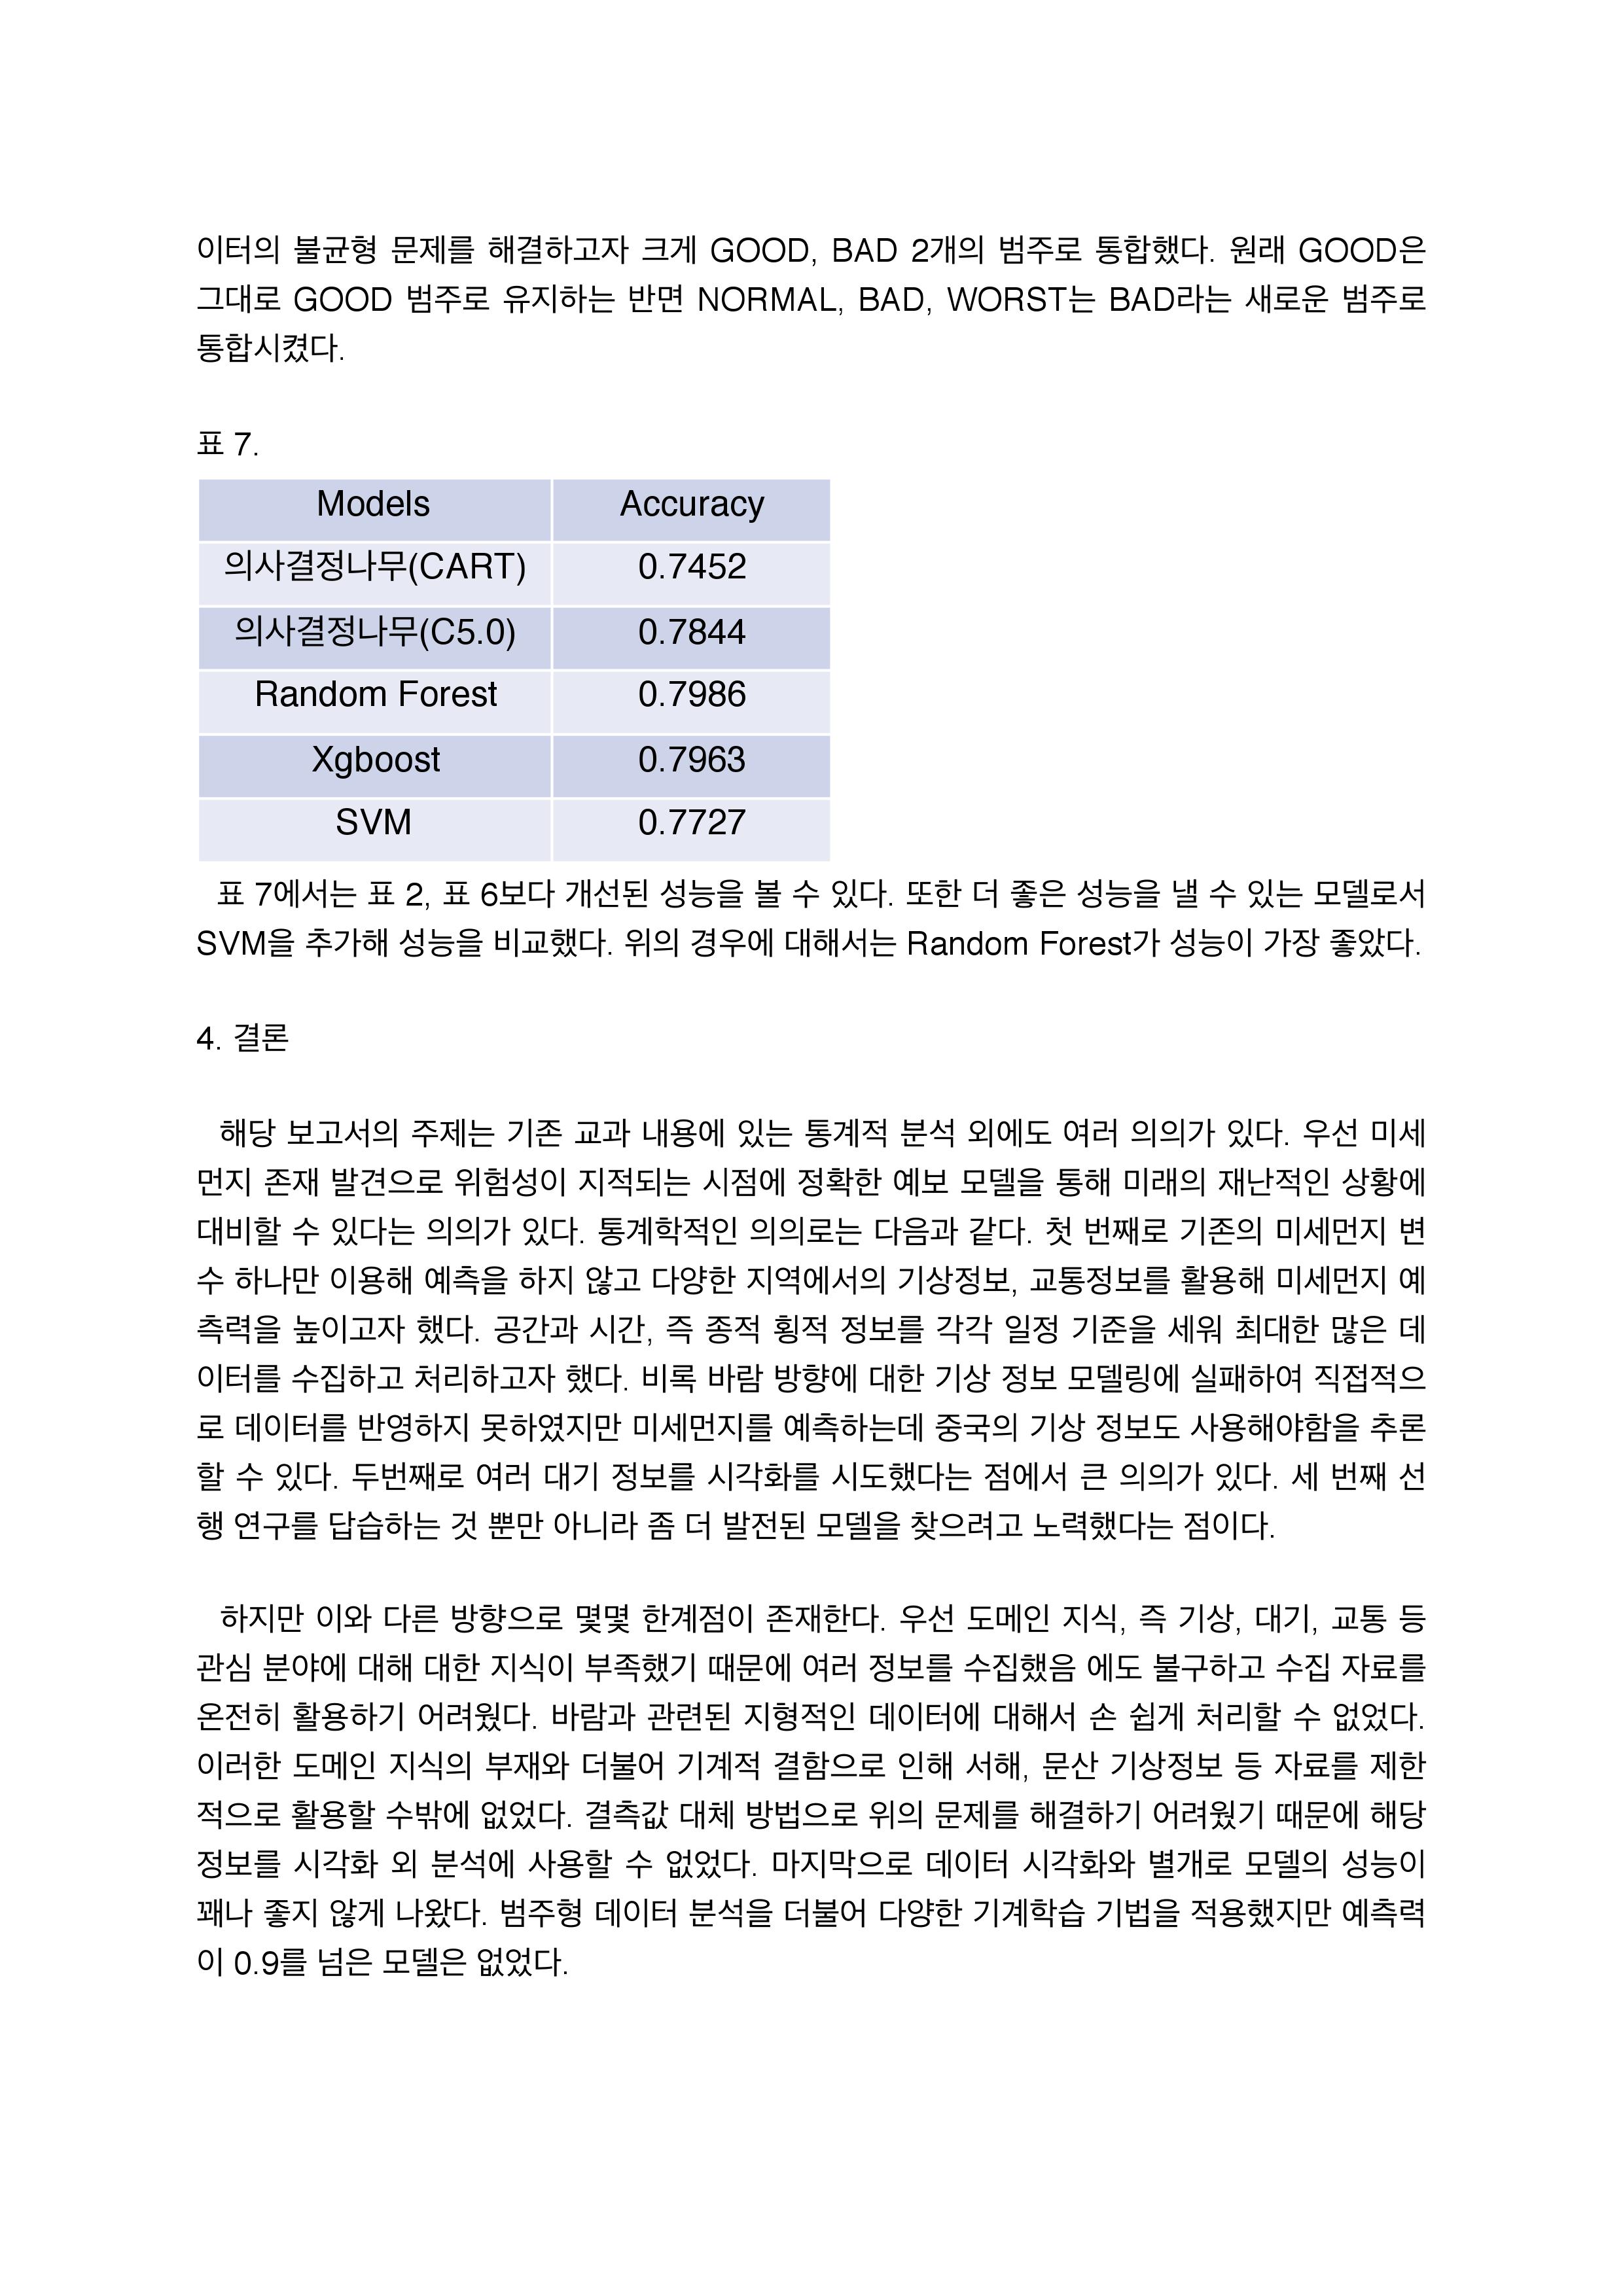 이터의 불균형 문제를 해결하고자 크게 GOOD, BAD 2개의 범주로 통합했다. 원래 GOOD은
그대로 GOOD 범주로 유지하는 반면 NORMAL, BAD, WORST는 BAD라는 새로운 범주로
통합시켰다.
표 7.
Models Accuracy
의사결정나무(CART) 0.7452
의사결정나무(C5.0) 0.7844
Random Forest 0.7986
Xgboost 0.7963
SVM 0.7727
표 7에서는 표 2, 표 6보다 개선된 성능을 볼 수 있다. 또한 더 좋은 성능을 낼 수 있는 모델로서
SVM을 추가해 성능을 비교했다. 위의 경우에 대해서는 Random Forest가 성능이 가장 좋았다.
4. 결론
해당 보고서의 주제는 기존 교과 내용에 있는 통계적 분석 외에도 여러 의의가 있다. 우선 미세
먼지 존재 발견으로 위험성이 지적되는 시점에 정확한 예보 모델을 통해 미래의 재난적인 상황에
대비할 수 있다는 의의가 있다. 통계학적인 의의로는 다음과 같다. 첫 번째로 기존의 미세먼지 변
수 하나만 이용해 예측을 하지 않고 다양한 지역에서의 기상정보, 교통정보를 활용해 미세먼지 예
측력을 높이고자 했다. 공간과 시간, 즉 종적 횡적 정보를 각각 일정 기준을 세워 최대한 많은 데
이터를 수집하고 처리하고자 했다. 비록 바람 방향에 대한 기상 정보 모델링에 실패하여 직접적으
로 데이터를 반영하지 못하였지만 미세먼지를 예측하는데 중국의 기상 정보도 사용해야함을 추론
할 수 있다. 두번째로 여러 대기 정보를 시각화를 시도했다는 점에서 큰 의의가 있다. 세 번째 선
행 연구를 답습하는 것 뿐만 아니라 좀 더 발전된 모델을 찾으려고 노력했다는 점이다.
하지만 이와 다른 방향으로 몇몇 한계점이 존재한다. 우선 도메인 지식, 즉 기상, 대기, 교통 등
관심 분야에 대해 대한 지식이 부족했기 때문에 여러 정보를 수집했음 에도 불구하고 수집 자료를
온전히 활용하기 어려웠다. 바람과 관련된 지형적인 데이터에 대해서 손 쉽게 처리할 수 없었다.
이러한 도메인 지식의 부재와 더불어 기계적 결함으로 인해 서해, 문산 기상정보 등 자료를 제한
적으로 활용할 수밖에 없었다. 결측값 대체 방법으로 위의 문제를 해결하기 어려웠기 때문에 해당
정보를 시각화 외 분석에 사용할 수 없었다. 마지막으로 데이터 시각화와 별개로 모델의 성능이
꽤나 좋지 않게 나왔다. 범주형 데이터 분석을 더불어 다양한 기계학습 기법을 적용했지만 예측력
이 0.9를 넘은 모델은 없었다.